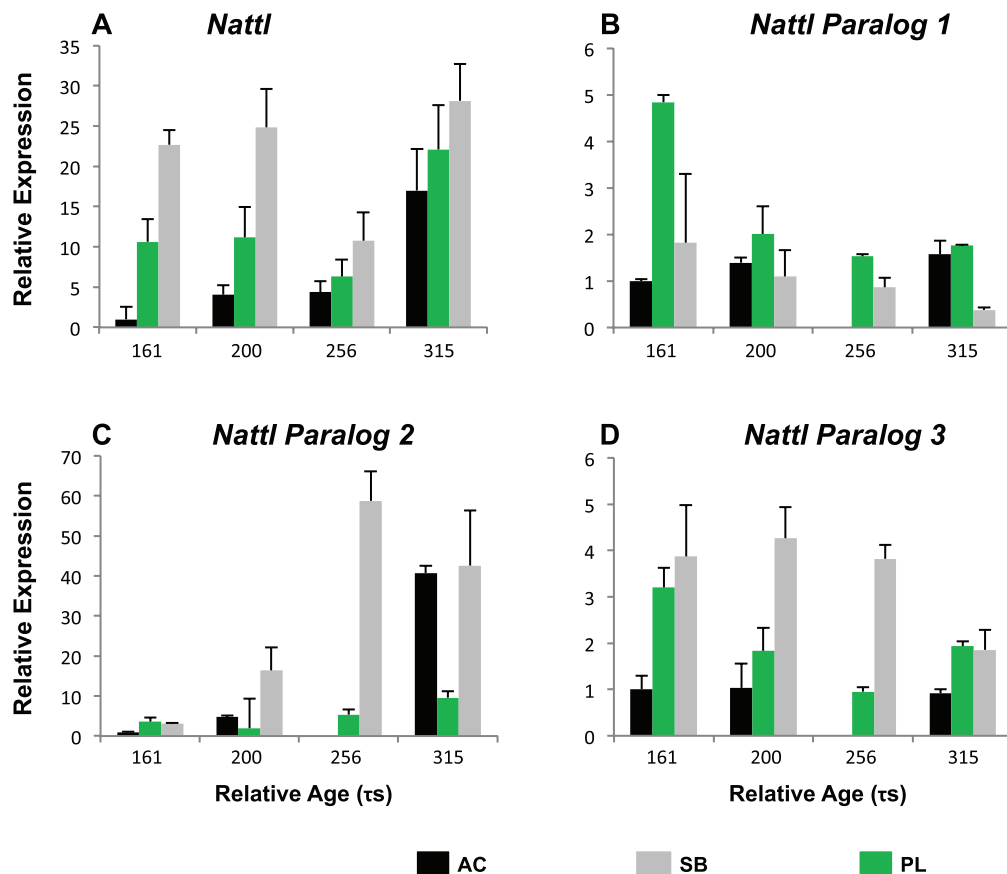 A Nattl
Relative Expression
35
30
25
20
15
10
5
0
161 200 256 315
B Nattl Paralog 1
6
5
4
3
2
1
0
161 200 256 315
C Nattl Paralog 2
Relative Expression
70
60
50
40
30
20
10
0
161 200 256 315
Relative Age (τs)
D Nattl Paralog 3
6
5
4
3
2
1
0
161 200 256 315
Relative Age (τs)
AC SB PL